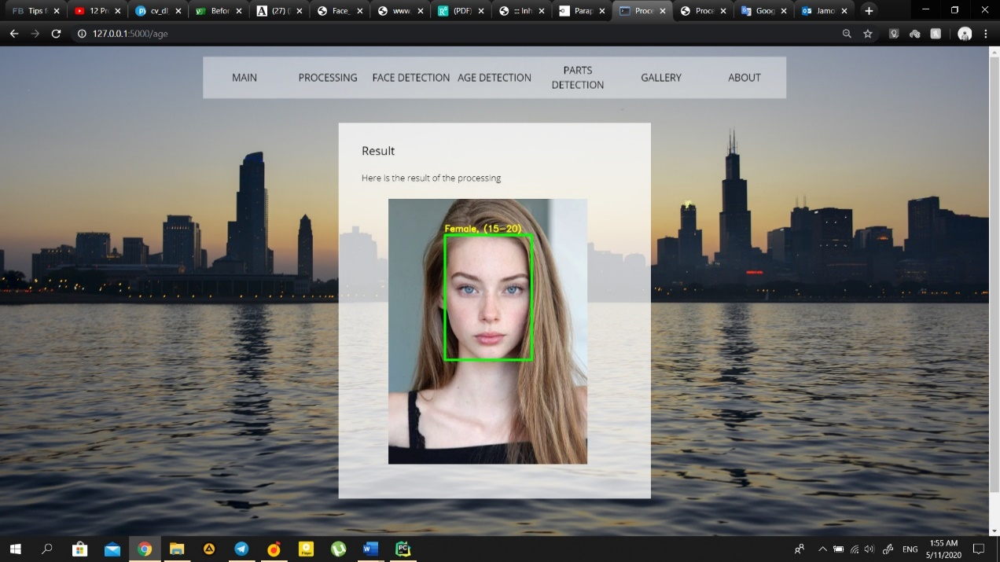 FB Tips f
12 Pr
cv_dl
Befor
A (27) (
Face_
www.
(PDF)
::: Inh
Parap
Proce
Proce
Goog
Jamo
127.0.0.1:5000/age
MAIN
PROCESSING
FACE DETECTION
AGE DETECTION
PARTS
DETECTION
GALLERY
ABOUT
Result
Here is the result of the processing
Female, (15-20)
ENG
1:55 AM
5/11/2020